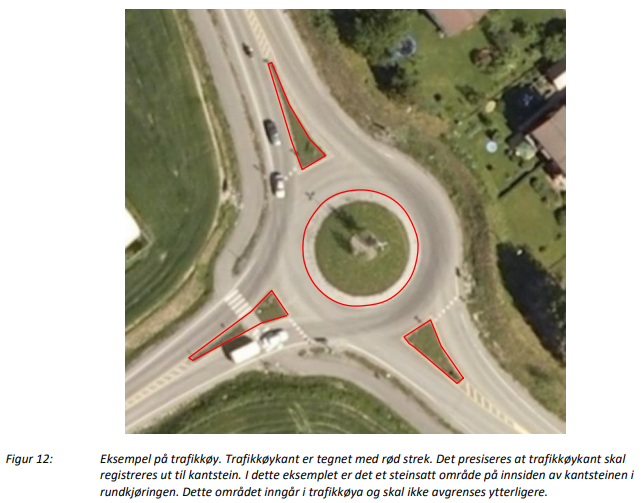 Figur 12: Eksempel på trafikkøy. Trafikkøykant er tegnet med rød strek. Det presiseres at trafikkøykant skal
registreres ut til kantstein. I dette eksemplet er det et steinsatt område på innsiden av kantsteinen i
rundkjøringen. Dette området inngår i trafikkøya og skal ikke avgrenses ytterligere.